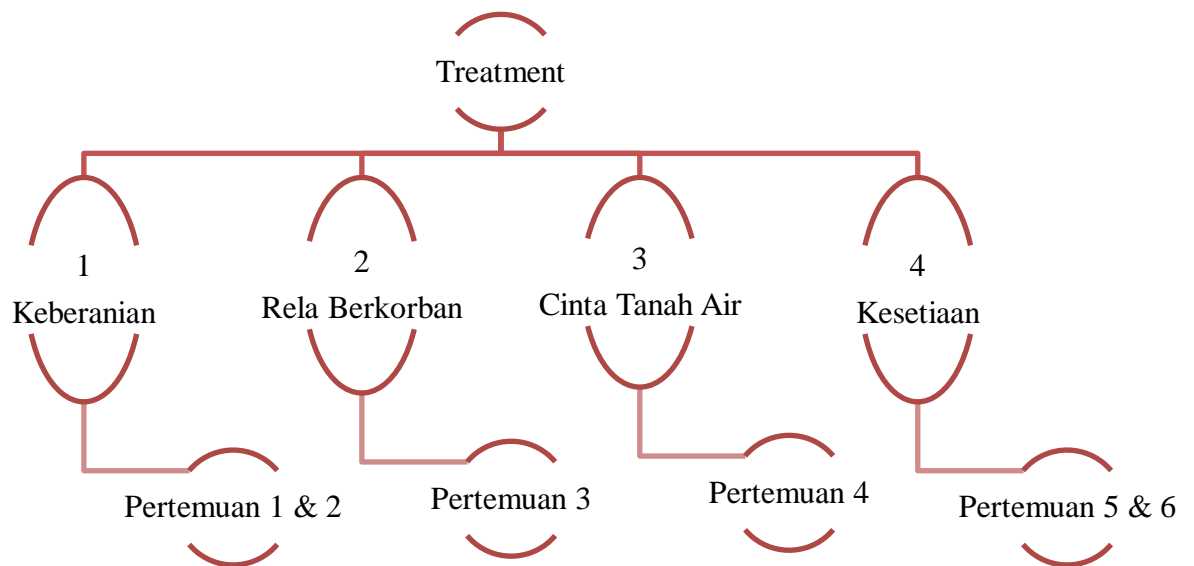 Treatment
1
Keberanian
2
Rela Berkorban
3
Cinta Tanah Air
4
Kesetiaan
Pertemuan 1 & 2
Pertemuan 3
Pertemuan 4
Pertemuan 5 & 6